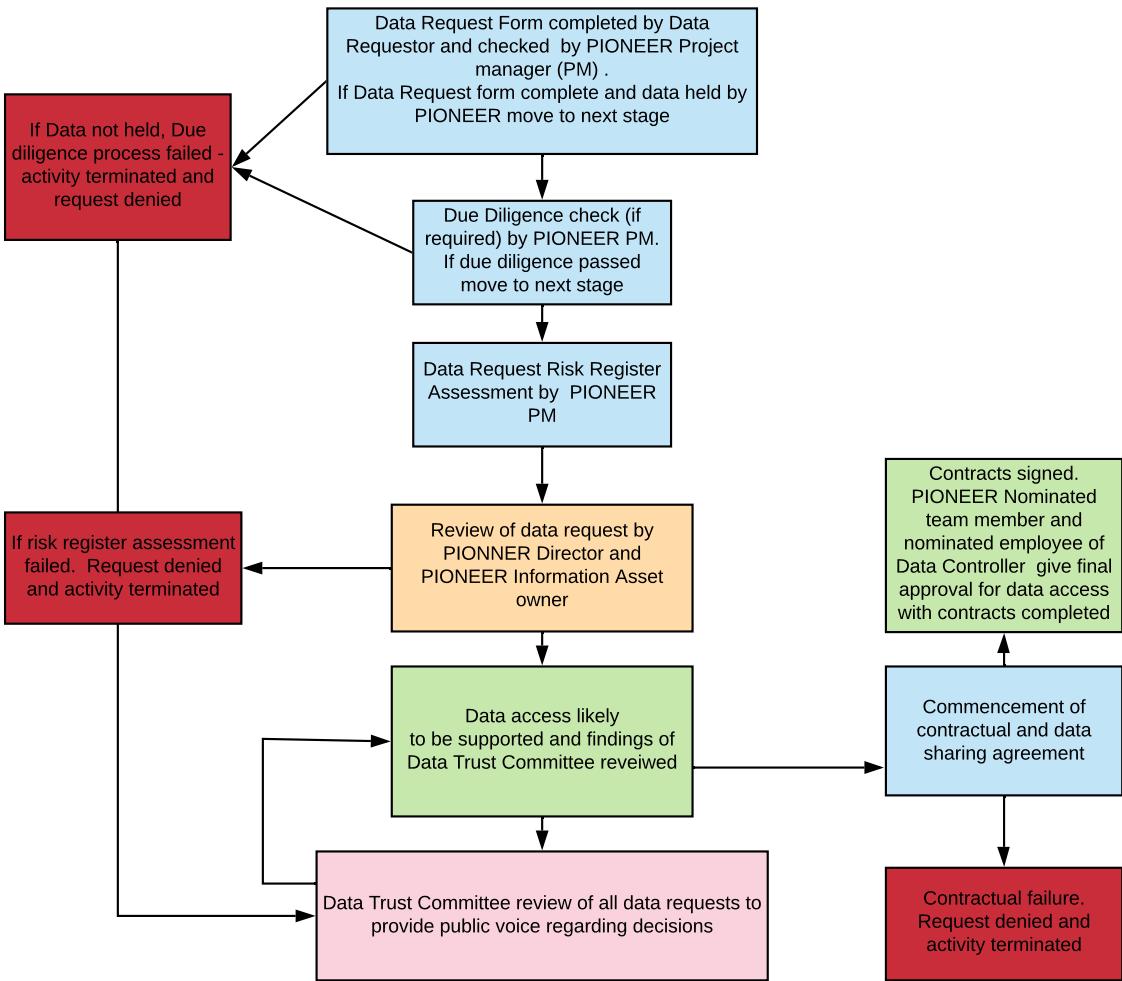 Data Request Form completed by Data
Requestor and checked  by PIONEER Project
manager (PM) .
If Data Request form complete and data held by
PIONEER move to next stage
If Data not held, Due
diligence process failed -
activity terminated and
request denied
Due Diligence check (if
required) by PIONEER PM.
If due diligence passed
move to next stage
Data Request Risk Register
Assessment by  PIONEER
PM
Review of data request by
PIONNER Director and
PIONEER Information Asset
owner
If risk register assessment
failed.  Request denied
and activity terminated
Data access likely
to be supported and findings of
Data Trust Committee reveiwed
Data Trust Committee review of all data requests to
provide public voice regarding decisions
Contracts signed.
PIONEER Nominated
team member and
nominated employee of
Data Controller  give final
approval for data access
with contracts completed
Commencement of
contractual and data
sharing agreement
Contractual failure.
Request denied and
activity terminated